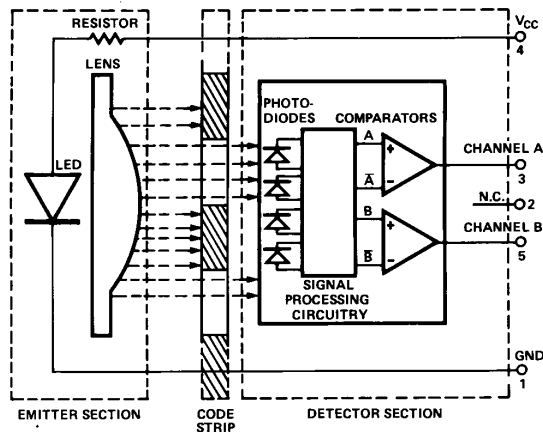 RESISTOR
VCC
4
LENS
PHOTO-
DIODES
COMPARATORS
LED
A
+
CHANNEL A
3
A̅
−
N.C.
2
B
+
CHANNEL B
5
B̅
−
SIGNAL
PROCESSING
CIRCUITRY
GND
1
EMITTER SECTION
CODE
STRIP
DETECTOR SECTION